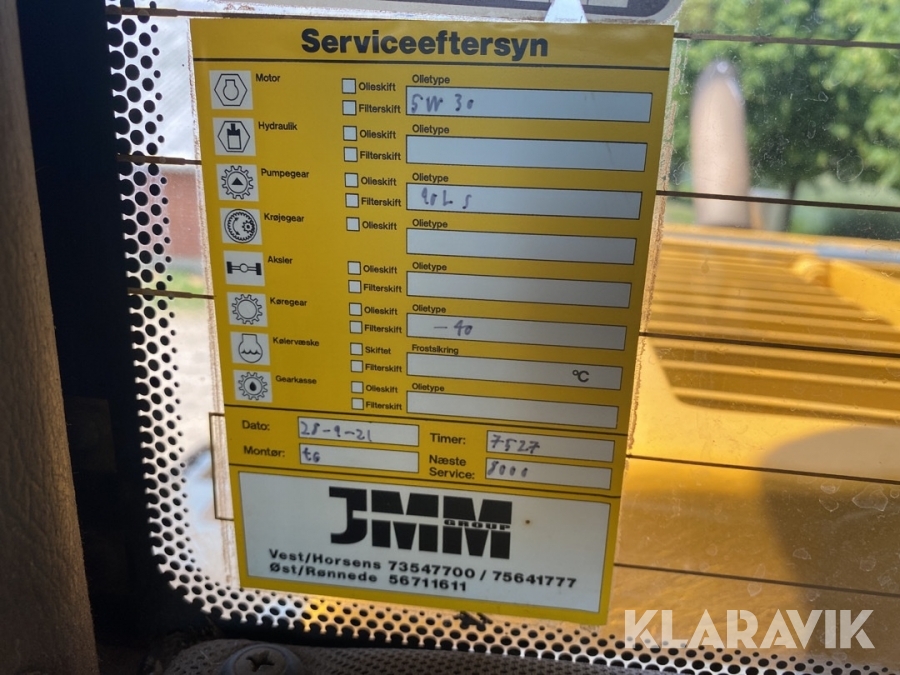 Serviceeftersyn
Motor
Olieskift
Filterskift
Olietype
5W 30
Hydraulik
Olieskift
Filterskift
Olietype
Pumpegear
Olieskift
Filterskift
Olietype
Krøjegear
Olieskift
Olietype
Aksler
Olieskift
Filterskift
Olietype
Køregear
Olieskift
Filterskift
Olietype
-40
Kølervæske
Skiftet
Filterskift
Frostsikring
°C
Gearkasse
Olieskift
Filterskift
Olietype
Dato: 28-9-21
Timer: 7527
Montør: tG
Næste Service: 8000
JMM
GROUP
Vest/Horsens 73547700 / 75641777
Øst/Rønnede 56711611
KLARAVIK